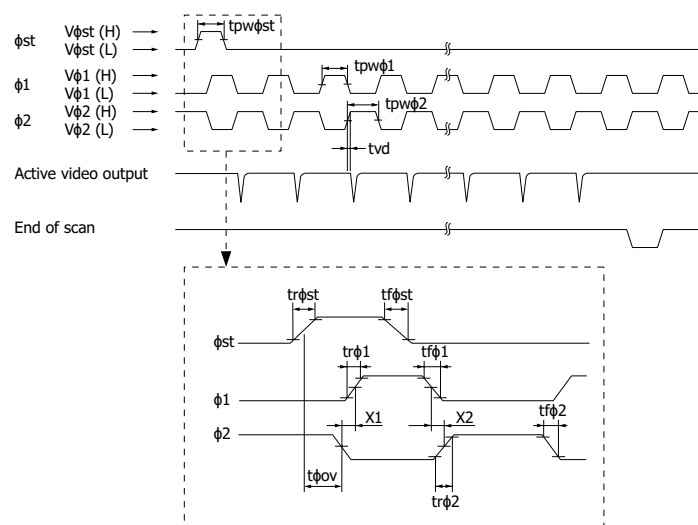 tpwϕst
ϕst
Vϕst (H)
Vϕst (L)
tpwϕ1
ϕ1
Vϕ1 (H)
Vϕ1 (L)
tpwϕ2
ϕ2
Vϕ2 (H)
Vϕ2 (L)
tvd
Active video output
End of scan
trϕst
tfϕst
ϕst
trϕ1
tfϕ1
ϕ1
X1
X2
tfϕ2
ϕ2
tϕov
trϕ2